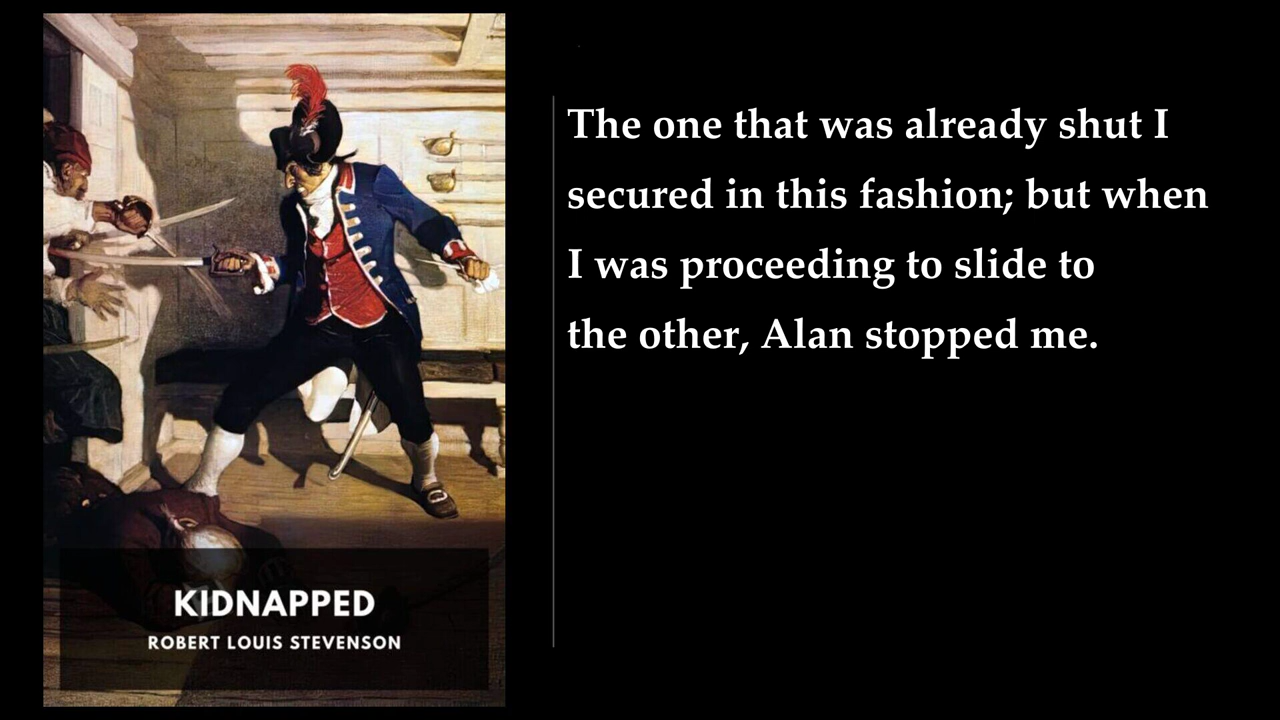 KIDNAPPED
ROBERT LOUIS STEVENSON
The one that was already shut I
secured in this fashion; but when
I was proceeding to slide to
the other, Alan stopped me.